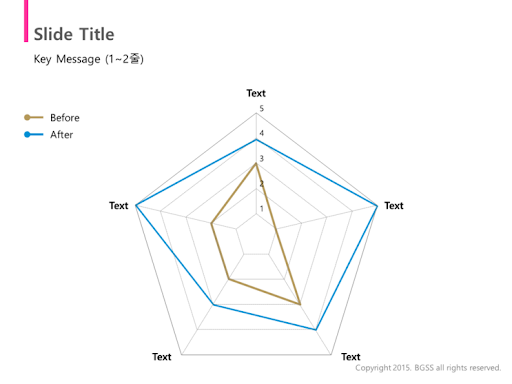 Slide Title
Key Message (1~2줄)
Before
After
Text
5
4
3
2
1
Text
Text
Text
Text
Copyright 2015. BGSS all rights reserved.